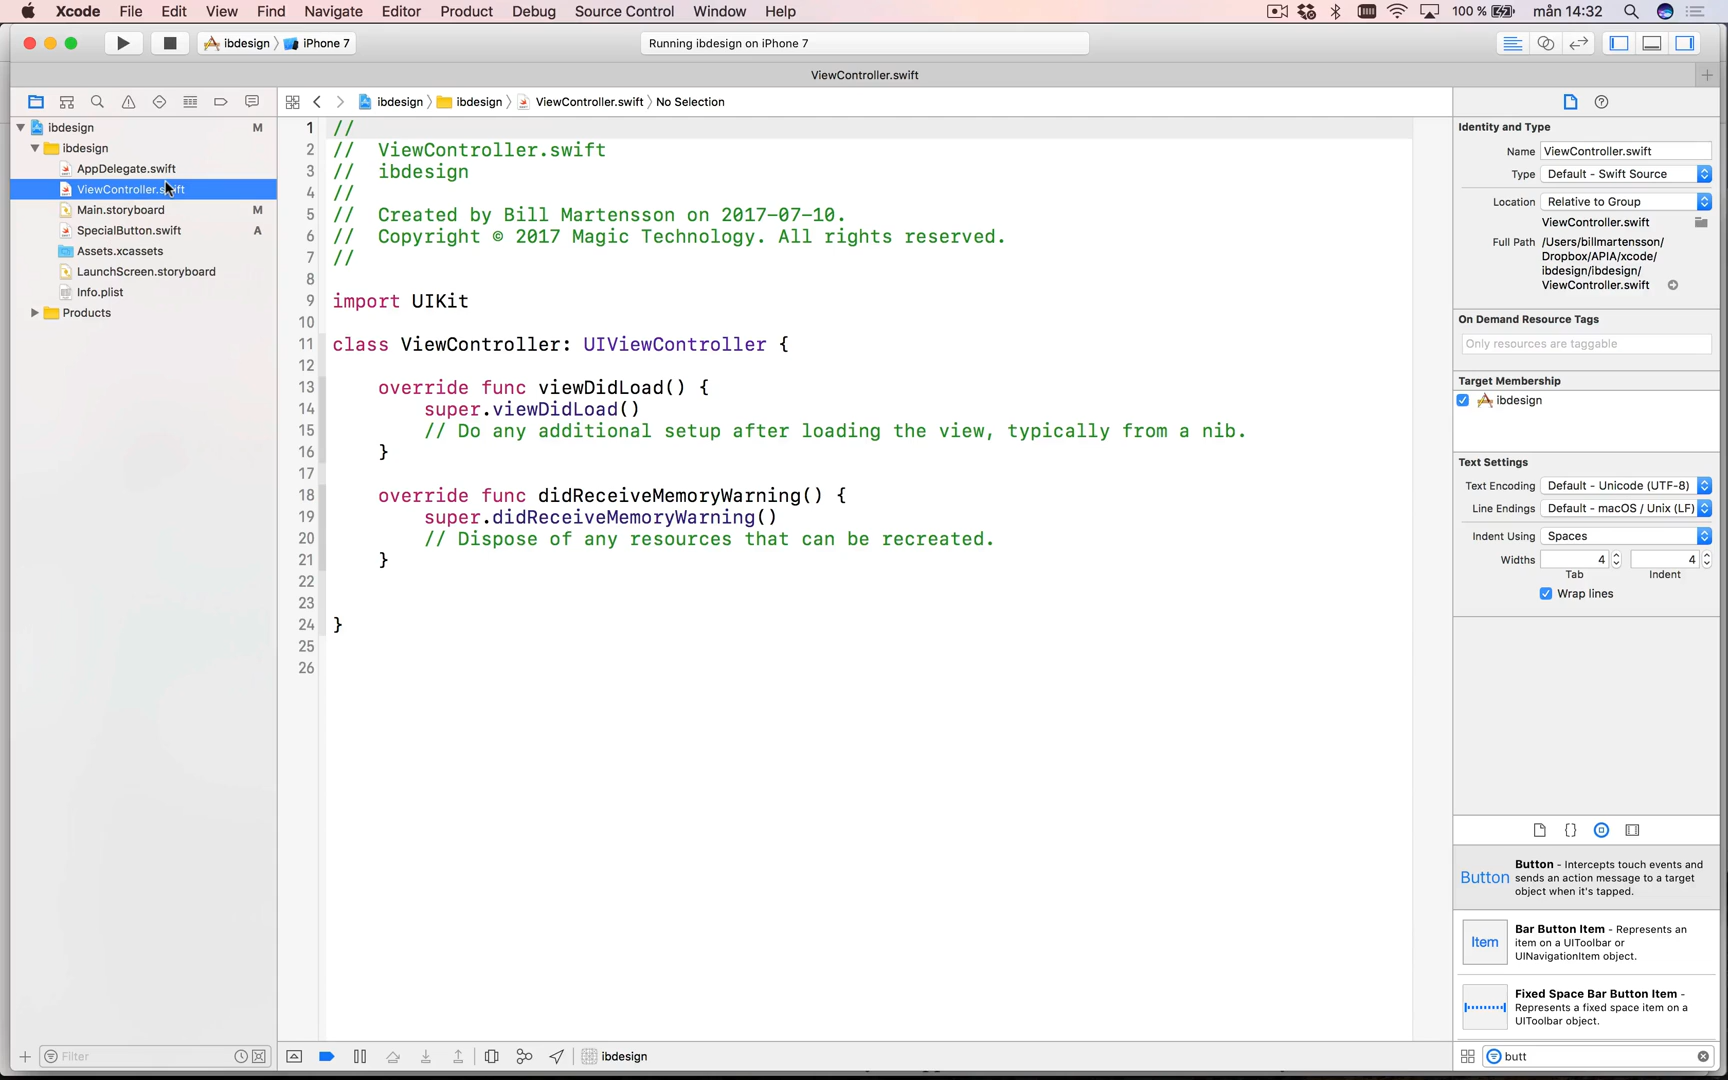 Xcode File Edit View Find Navigate Editor Product Debug Source Control Window Help 100 % mån 14:32
ibdesign iPhone 7 Running ibdesign on iPhone 7
ViewController.swift
ibdesign ibdesign ViewController.swift No Selection
ibdesign M
ibdesign
AppDelegate.swift
ViewController.swift
Main.storyboard M
SpecialButton.swift A
Assets.xcassets
LaunchScreen.storyboard
Info.plist
Products
Filter
1 //
2 // ViewController.swift
3 // ibdesign
4 //
5 // Created by Bill Martensson on 2017-07-10.
6 // Copyright © 2017 Magic Technology. All rights reserved.
7 //
8
9 import UIKit
10
11 class ViewController: UIViewController {
12
13 override func viewDidLoad() {
14 super.viewDidLoad()
15 // Do any additional setup after loading the view, typically from a nib.
16 }
17
18 override func didReceiveMemoryWarning() {
19 super.didReceiveMemoryWarning()
20 // Dispose of any resources that can be recreated.
21 }
22
23
24 }
25
26
ibdesign
Identity and Type
Name ViewController.swift
Type Default - Swift Source
Location Relative to Group
ViewController.swift
Full Path /Users/billmartensson/
Dropbox/APIA/xcode/
ibdesign/ibdesign/
ViewController.swift
On Demand Resource Tags
Only resources are taggable
Target Membership
ibdesign
Text Settings
Text Encoding Default - Unicode (UTF-8)
Line Endings Default - macOS / Unix (LF)
Indent Using Spaces
Widths 4 4
Tab Indent
Wrap lines
Button
Button - Intercepts touch events and
sends an action message to a target
object when it's tapped.
Item
Bar Button Item - Represents an
item on a UIToolbar or
UINavigationItem object.
Fixed Space Bar Button Item -
Represents a fixed space item on a
UIToolbar object.
butt